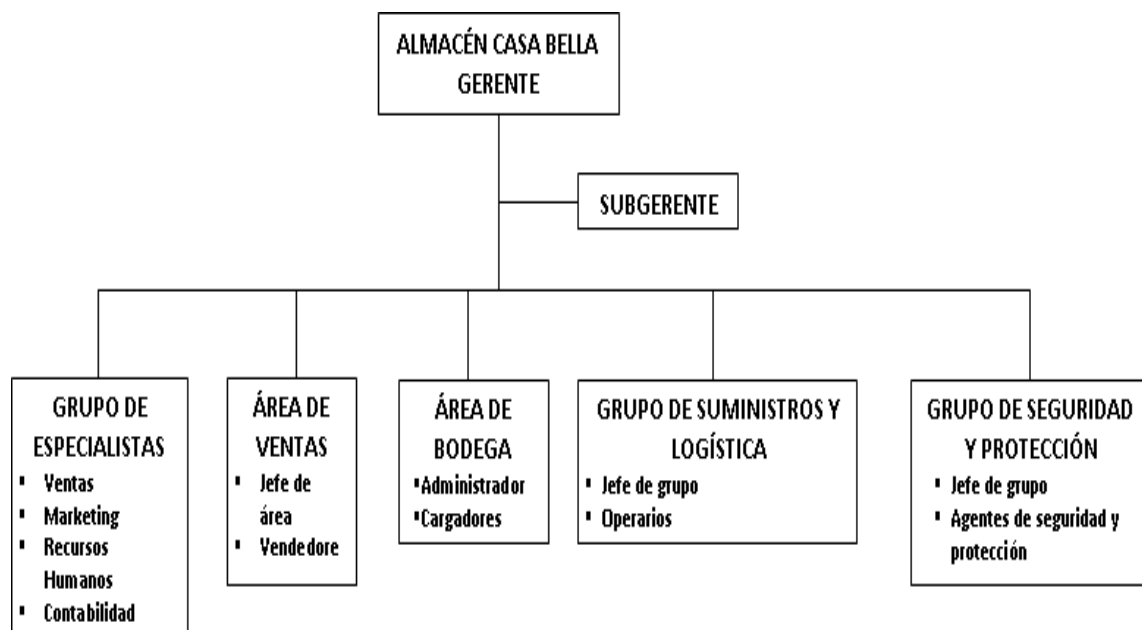 ALMACÉN CASA BELLA
GERENTE
SUBGERENTE
GRUPO DE
ESPECIALISTAS
▪ Ventas
▪ Marketing
▪ Recursos
Humanos
▪ Contabilidad
ÁREA DE
VENTAS
▪ Jefe de
área
▪ Vendedore
ÁREA DE
BODEGA
▪Administrador
▪Cargadores
GRUPO DE SUMINISTROS Y
LOGÍSTICA
▪ Jefe de grupo
▪ Operarios
GRUPO DE SEGURIDAD
Y PROTECCIÓN
▪ Jefe de grupo
▪ Agentes de seguridad y
protección